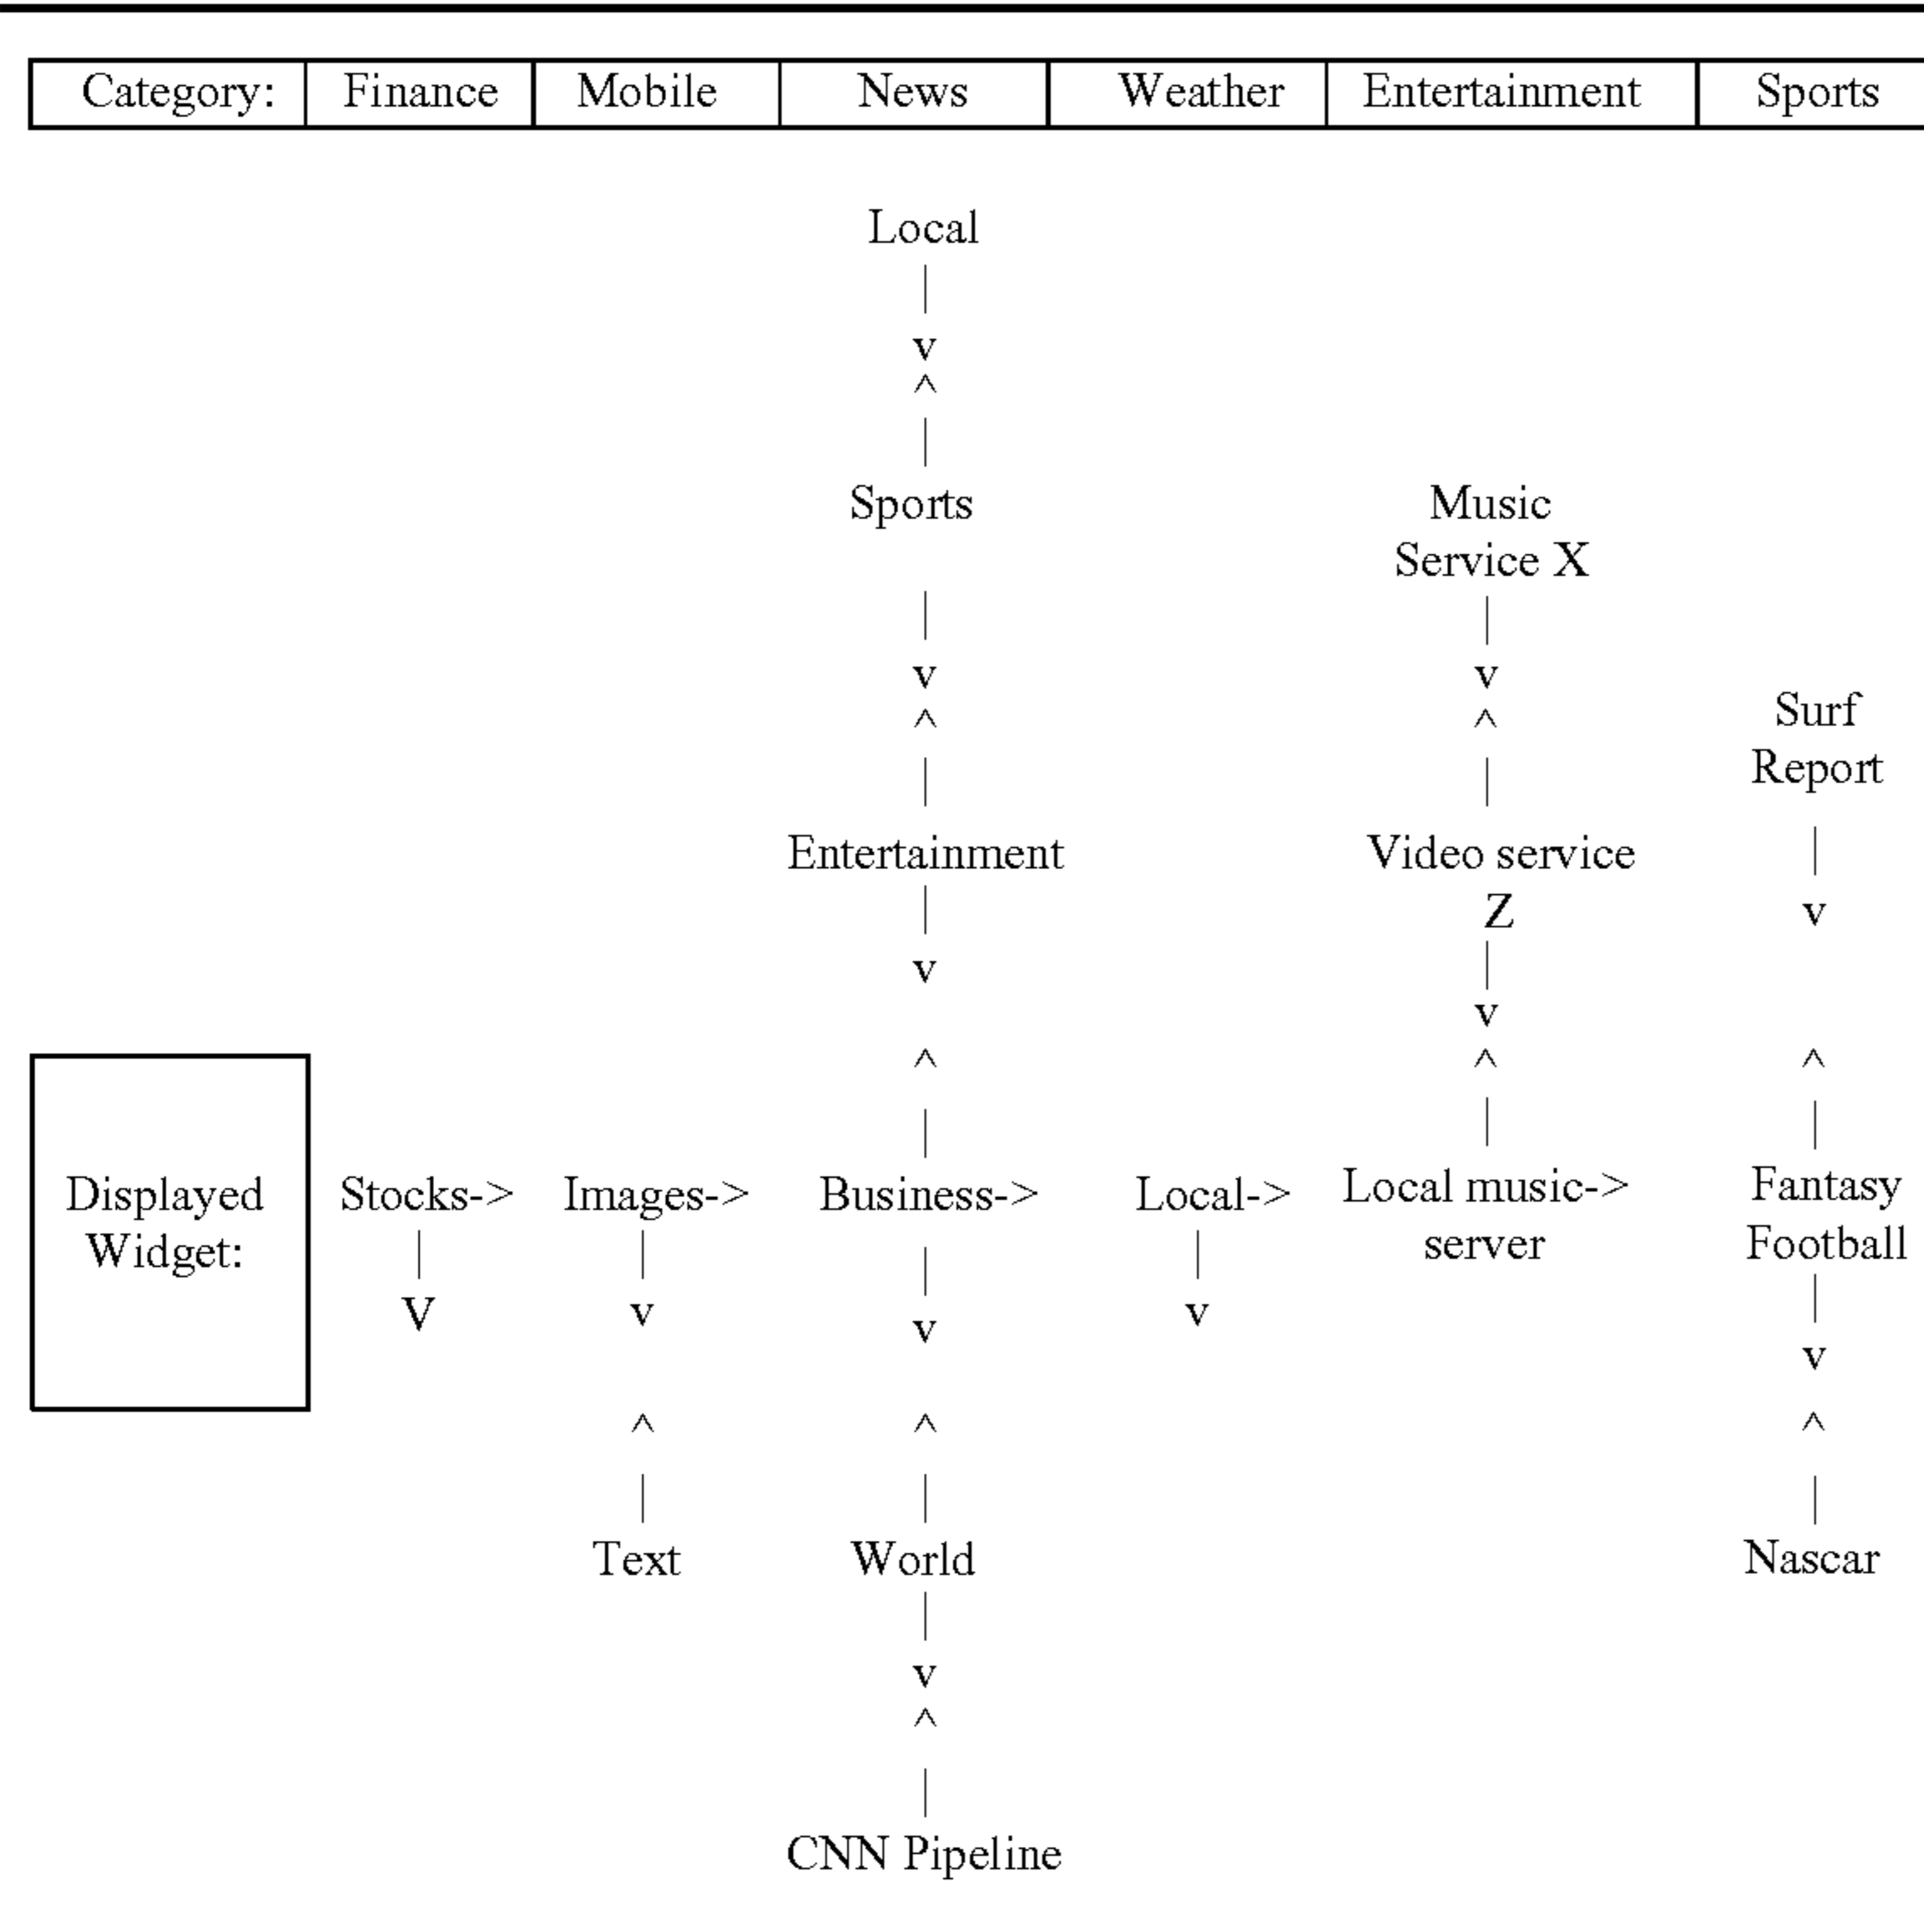 Category: Finance Mobile News Weather Entertainment Sports
Local
|
v
^
|
Sports
Music
Service X
|
|
v
v
Surf
^
^
Report
|
|
Entertainment
Video service
|
|
Z
v
|
v
v
^
^
^
|
|
|
Displayed Stocks-> Images-> Business-> Local-> Local music-> Fantasy
Widget: server Football
| | | | |
V v v v v
^ ^ ^
| | |
Text World Nascar
|
v
^
|
CNN Pipeline